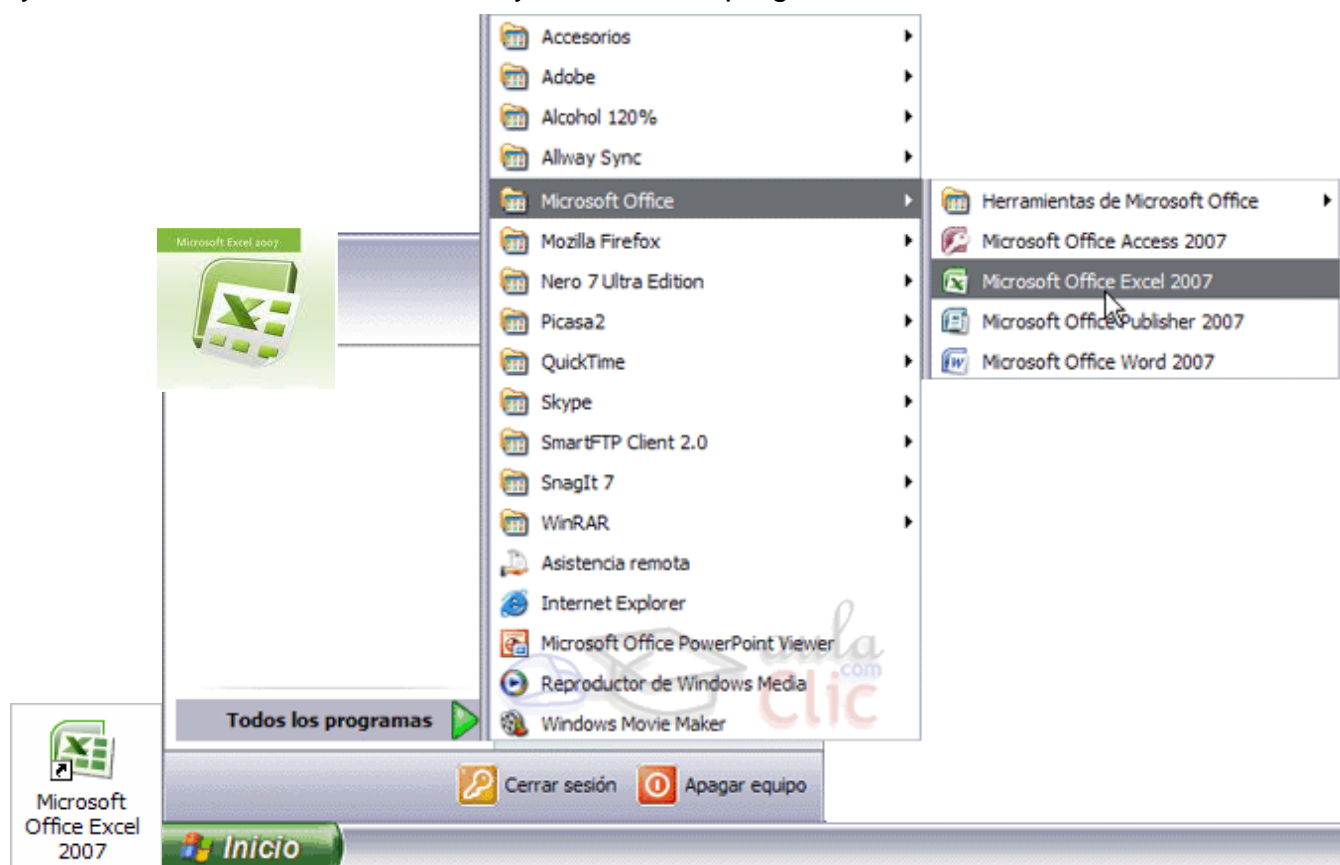 Accesorios
Adobe
Alcohol 120%
Allway Sync
Microsoft Office
Mozilla Firefox
Nero 7 Ultra Edition
Picasa2
QuickTime
Skype
SmartFTP Client 2.0
SnagIt 7
WinRAR
Asistencia remota
Internet Explorer
Microsoft Office PowerPoint Viewer
Reproductor de Windows Media
Windows Movie Maker
Herramientas de Microsoft Office
Microsoft Office Access 2007
Microsoft Office Excel 2007
Microsoft Office Publisher 2007
Microsoft Office Word 2007
Microsoft Excel 2007
aula
.com
Clic
Todos los programas
Cerrar sesión
Apagar equipo
Microsoft
Office Excel
2007
Inicio